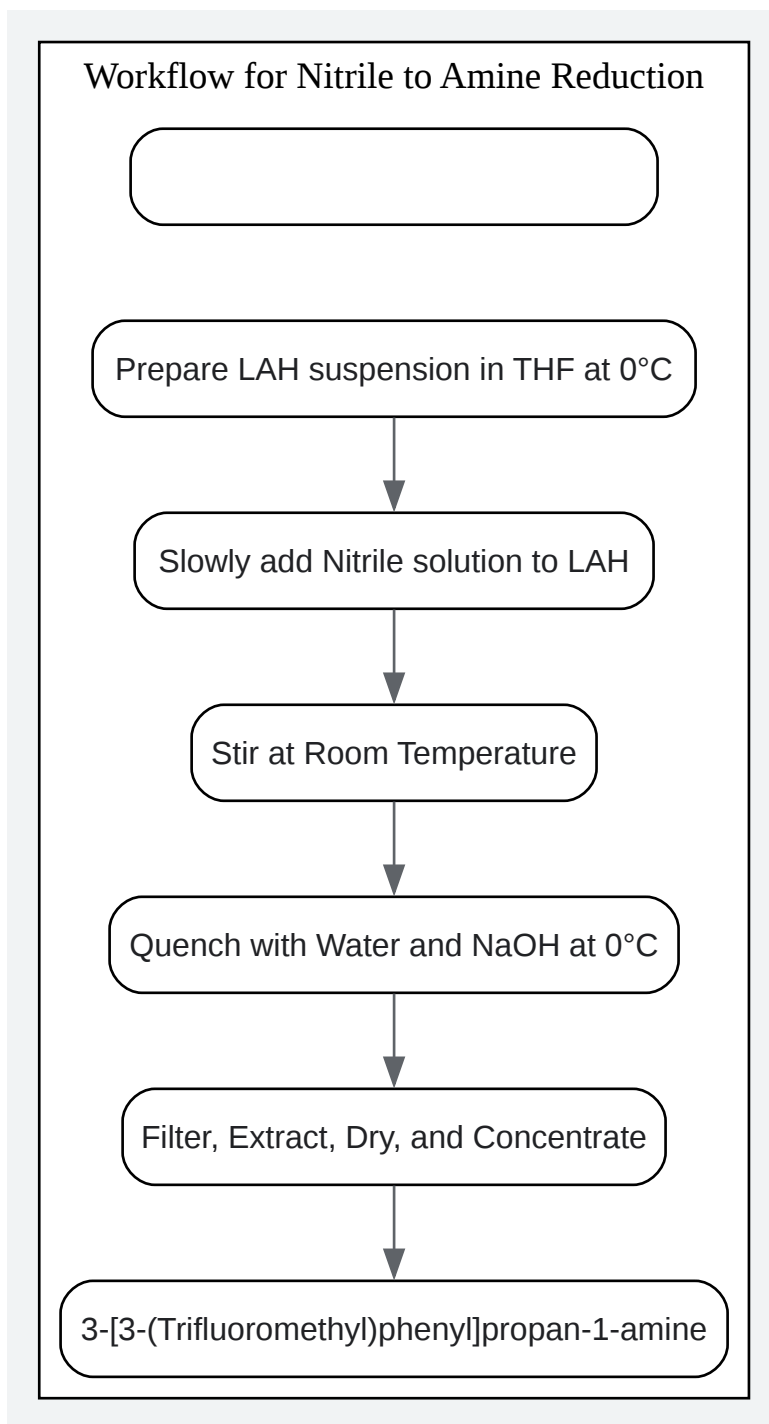 Workflow for Nitrile to Amine Reduction
Prepare LAH suspension in THF at 0°C
Slowly add Nitrile solution to LAH
Stir at Room Temperature
Quench with Water and NaOH at 0°C
Filter, Extract, Dry, and Concentrate
3-[3-(Trifluoromethyl)phenyl]propan-1-amine